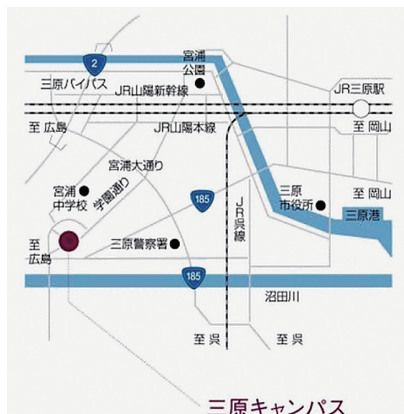 2
宮浦
公園
三原バイパス
JR山陽新幹線
JR三原駅
至 広島
JR山陽本線
至 岡山
宮浦大通り
宮浦
中学校
学園通り
185
JR呉線
三原
市役所
至 岡山
三原港
至
広島
三原警察署
185
沼田川
至 呉
至 呉
三原キャンパス